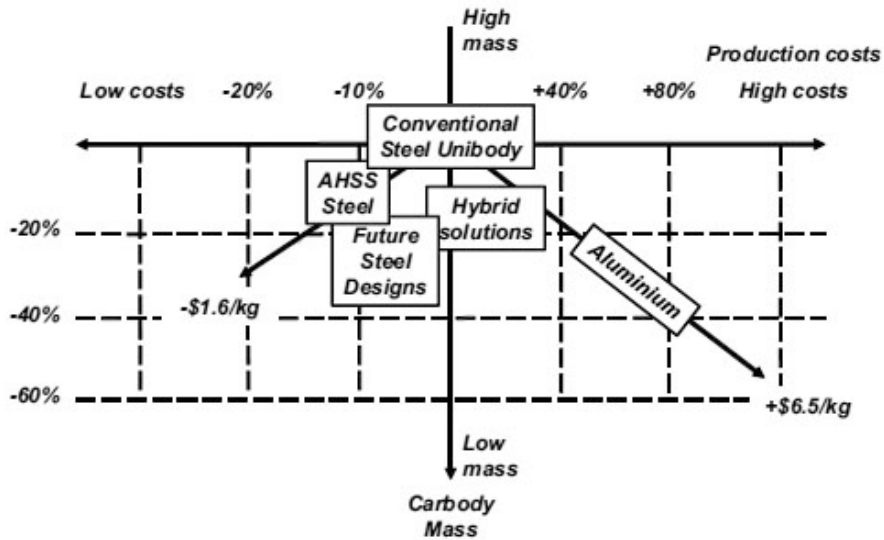 High
mass
Production costs
Low costs -20% -10% +40% +80% High costs
Conventional
Steel Unibody
AHSS
Steel
Hybrid
solutions
-20%
Future
Steel
Designs
Aluminium
-$1.6/kg
-40%
-60%
+$6.5/kg
Low
mass
Carbody
Mass